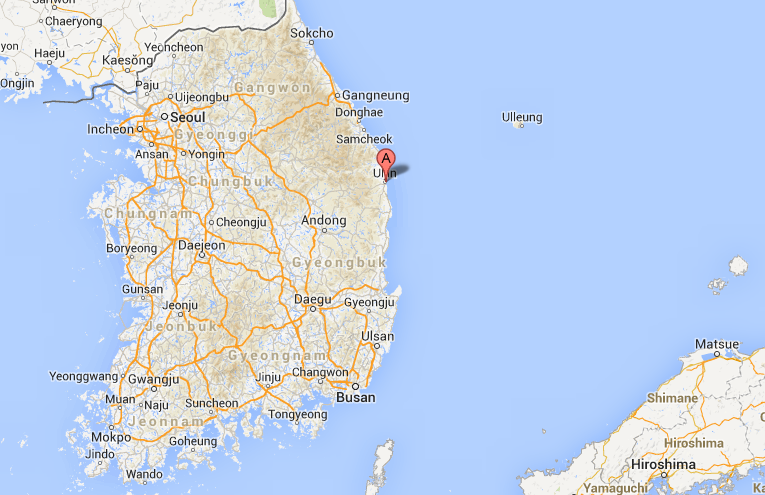 Sariwon
Chaeryong
yon
Haeju
Kaesŏng
Ongjin
Sokcho
Yeoncheon
Paju
Uijeongbu
Gangwon
Gangneung
Donghae
Ulleung
Seoul
Incheon
Gyeonggi
Samcheok
Ansan
Yongin
A
Chungbuk
Chungnam
Cheongju
Andong
Boryeong
Daejeon
Gyeongbuk
Gunsan
Jeonju
Daegu
Gyeongju
Jeonbuk
Ulsan
Matsue
Gyeongnam
Yeonggwang
Gwangju
Jinju
Changwon
Busan
Shimane
Muan
Naju
Suncheon
Tongyeong
Jeonnam
Mokpo
Goheung
Hiroshima
Jindo
Hiroshima
Wando
Yamaguchi
Ka